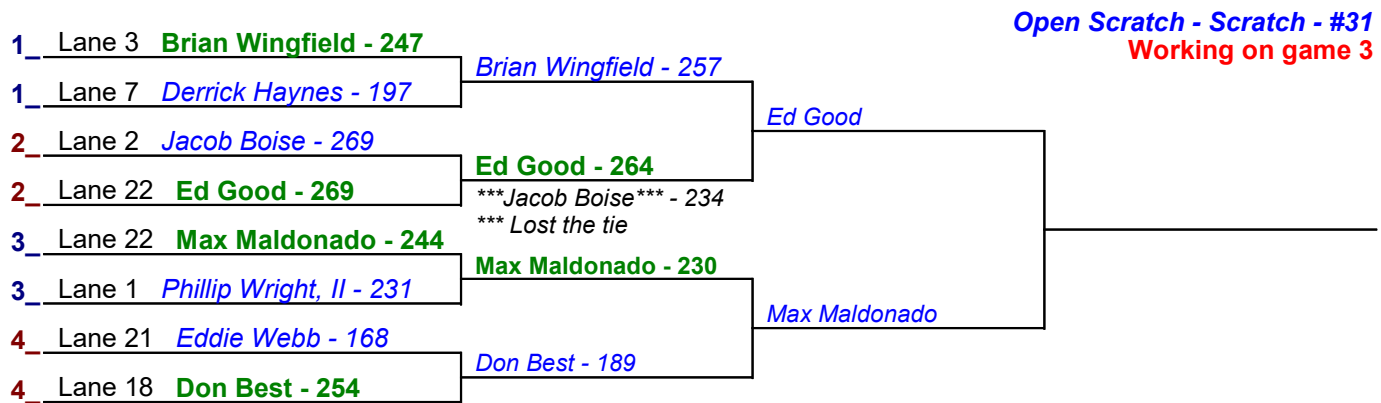 Open Scratch - Scratch - #31
Working on game 3
1_ Lane 3 Brian Wingfield - 247
Brian Wingfield - 257
1_ Lane 7 Derrick Haynes - 197
Ed Good
2_ Lane 2 Jacob Boise - 269
Ed Good - 264
2_ Lane 22 Ed Good - 269
***Jacob Boise*** - 234
*** Lost the tie
3_ Lane 22 Max Maldonado - 244
Max Maldonado - 230
3_ Lane 1 Phillip Wright, II - 231
Max Maldonado
4_ Lane 21 Eddie Webb - 168
Don Best - 189
4_ Lane 18 Don Best - 254